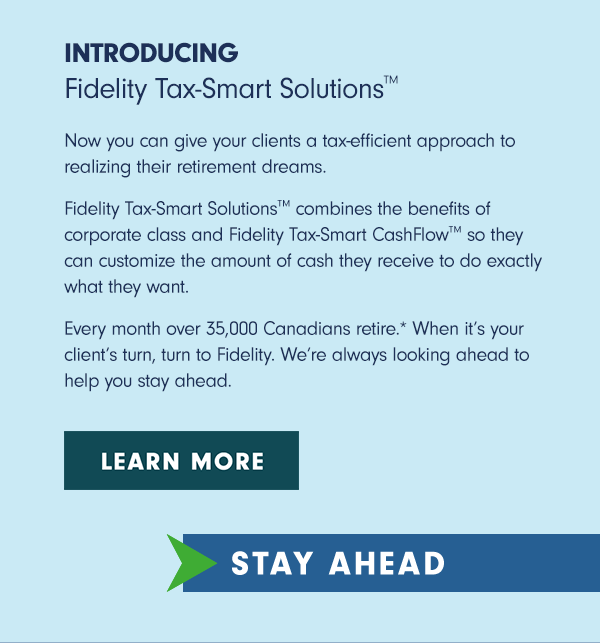 INTRODUCING
Fidelity Tax-Smart Solutions™
Now you can give your clients a tax-efficient approach to
realizing their retirement dreams.
Fidelity Tax-Smart Solutions™ combines the benefits of
corporate class and Fidelity Tax-Smart CashFlow™ so they
can customize the amount of cash they receive to do exactly
what they want.
Every month over 35,000 Canadians retire.* When it's your
client's turn, turn to Fidelity. We're always looking ahead to
help you stay ahead.
LEARN MORE
STAY AHEAD